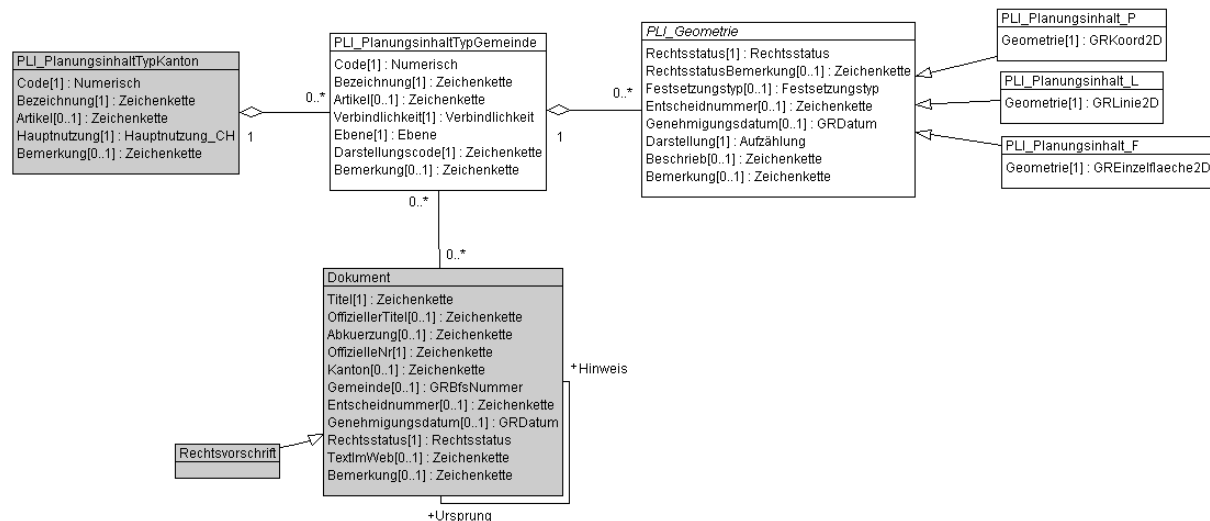 PLI_PlanungsinhaltTypKanton
Code[1] : Numerisch
Bezeichnung[1] : Zeichenkette
Artikel[0..1] : Zeichenkette
Hauptnutzung[1] : Hauptnutzung_CH
Bemerkung[0..1] : Zeichenkette
0..*
1
PLI_PlanungsinhaltTypGemeinde
Code[1] : Numerisch
Bezeichnung[1] : Zeichenkette
Artikel[0..1] : Zeichenkette
Verbindlichkeit[1] : Verbindlichkeit
Ebene[1] : Ebene
Darstellungscode[1] : Zeichenkette
Bemerkung[0..1] : Zeichenkette
0..*
1
PLI_Geometrie
Rechtsstatus[1] : Rechtsstatus
RechtsstatusBemerkung[0..1] : Zeichenkette
Festsetzungstyp[0..1] : Festsetzungstyp
Entscheidnummer[0..1] : Zeichenkette
Genehmigungsdatum[0..1] : GRDatum
Darstellung[1] : Aufzählung
Beschrieb[0..1] : Zeichenkette
Bemerkung[0..1] : Zeichenkette
PLI_Planungsinhalt_P
Geometrie[1] : GRKoord2D
PLI_Planungsinhalt_L
Geometrie[1] : GRLinie2D
PLI_Planungsinhalt_F
Geometrie[1] : GREinzelflaeche2D
0..*
0..*
Dokument
Titel[1] : Zeichenkette
OffiziellerTitel[0..1] : Zeichenkette
Abkuerzung[0..1] : Zeichenkette
OffizielleNr[1] : Zeichenkette
Kanton[0..1] : Zeichenkette
Gemeinde[0..1] : GRBfsNummer
Entscheidnummer[0..1] : Zeichenkette
Genehmigungsdatum[0..1] : GRDatum
Rechtsstatus[1] : Rechtsstatus
TextImWeb[0..1] : Zeichenkette
Bemerkung[0..1] : Zeichenkette
+Hinweis
Rechtsvorschrift
+Ursprung